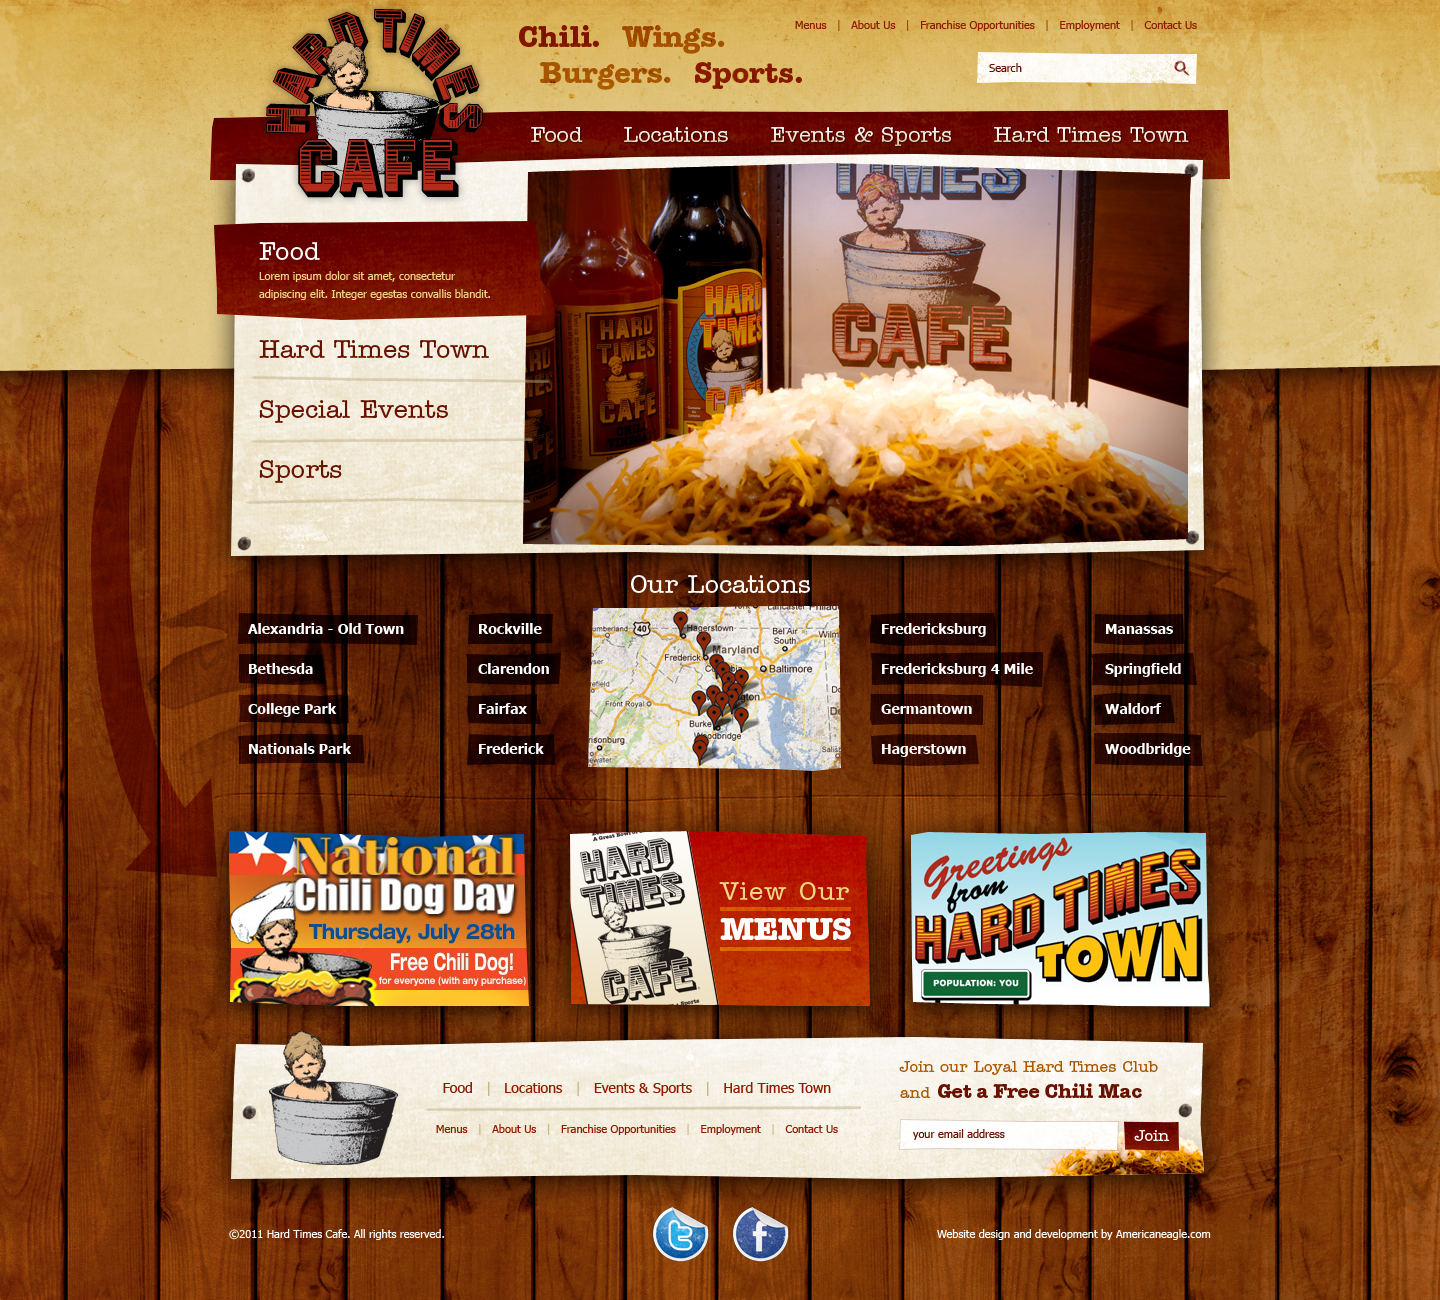 HARD TIMES
CAFE
Chili. Wings.
Burgers. Sports.
Menus | About Us | Franchise Opportunities | Employment | Contact Us
Search
Food
Locations
Events & Sports
Hard Times Town
Food
Lorem ipsum dolor sit amet, consectetur
adipiscing elit. Integer egestas convallis blandit.
Hard Times Town
Special Events
Sports
TIMES
CAFE
HARD
TIMES
CAFE
HARD
TIMES
CAFE
Our Locations
Alexandria - Old Town
Bethesda
College Park
Nationals Park
Rockville
Clarendon
Fairfax
Frederick
40
Hagerstown
Bel Air
South
Maryland
Frederick
Baltimore
Front Royal
Burke
Woodbridge
Fredericksburg
Fredericksburg 4 Mile
Germantown
Hagerstown
Manassas
Springfield
Waldorf
Woodbridge
National
Chili Dog Day
Thursday, July 28th
Free Chili Dog!
for everyone (with any purchase)
HARD
TIMES
CAFE
View Our
MENUS
Greetings
from
HARD TIMES
TOWN
POPULATION: YOU
Food | Locations | Events & Sports | Hard Times Town
Menus | About Us | Franchise Opportunities | Employment | Contact Us
Join our Loyal Hard Times Club
and Get a Free Chili Mac
your email address
Join
©2011 Hard Times Cafe. All rights reserved.
Website design and development by Americaneagle.com